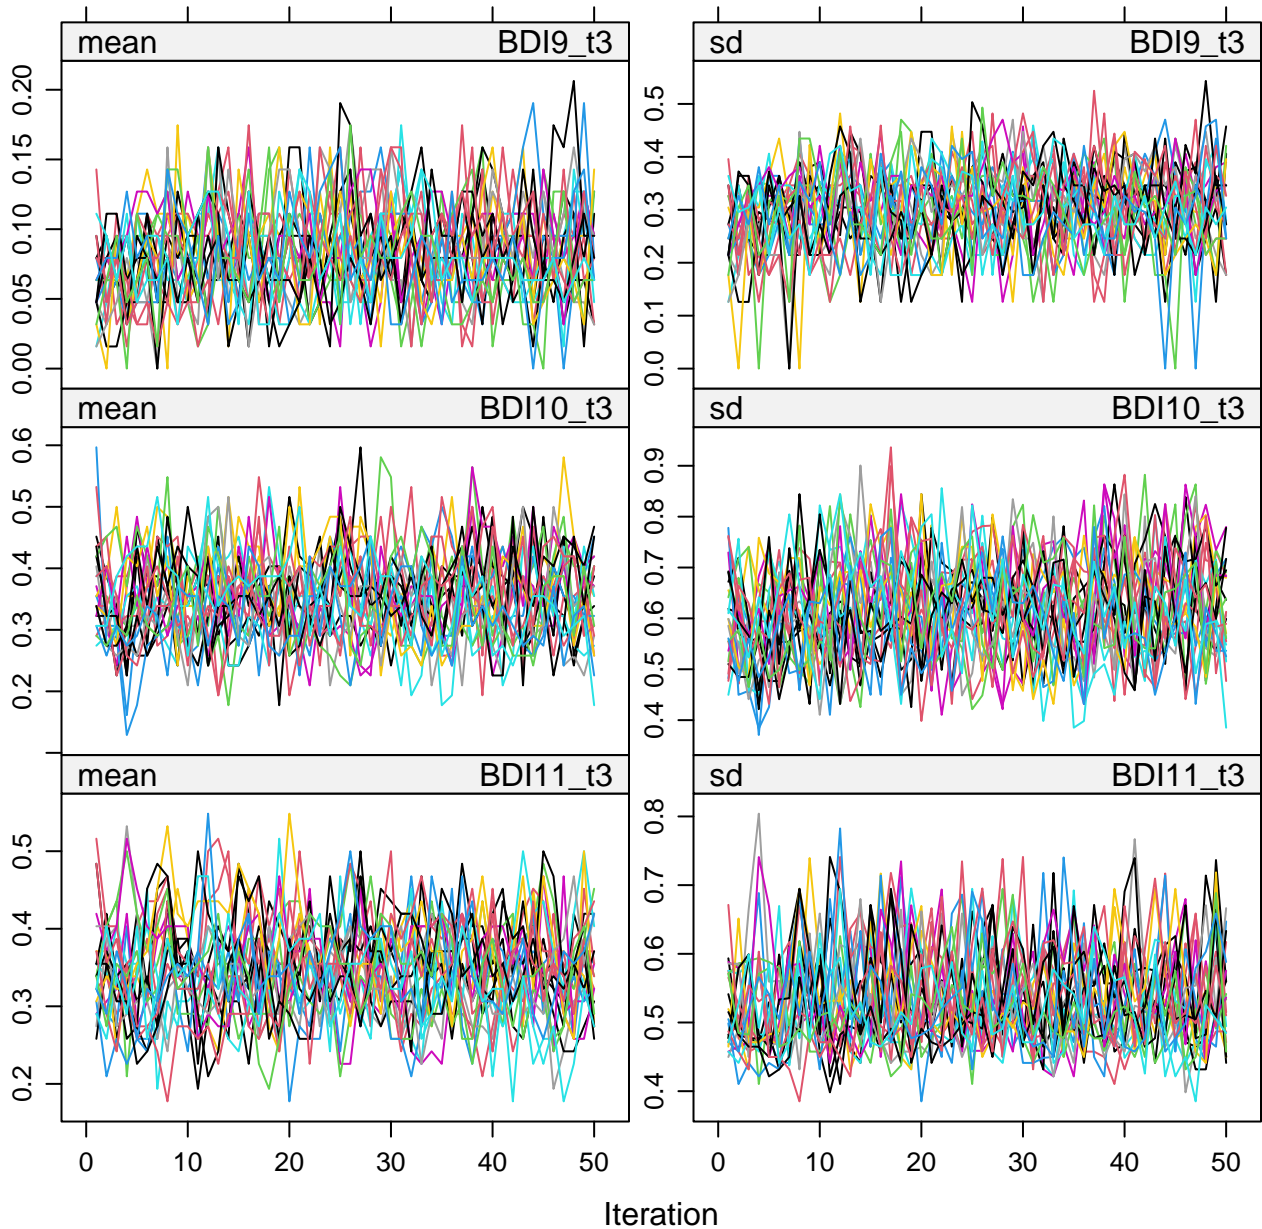 mean BDI9_t3
sd BDI9_t3
0.00 0.05 0.10 0.15 0.20
0.0 0.1 0.2 0.3 0.4 0.5
mean BDI10_t3
sd BDI10_t3
0.2 0.3 0.4 0.5 0.6
0.4 0.5 0.6 0.7 0.8 0.9
mean BDI11_t3
sd BDI11_t3
0.2 0.3 0.4 0.5
0.4 0.5 0.6 0.7 0.8
0 10 20 30 40 50
0 10 20 30 40 50
Iteration